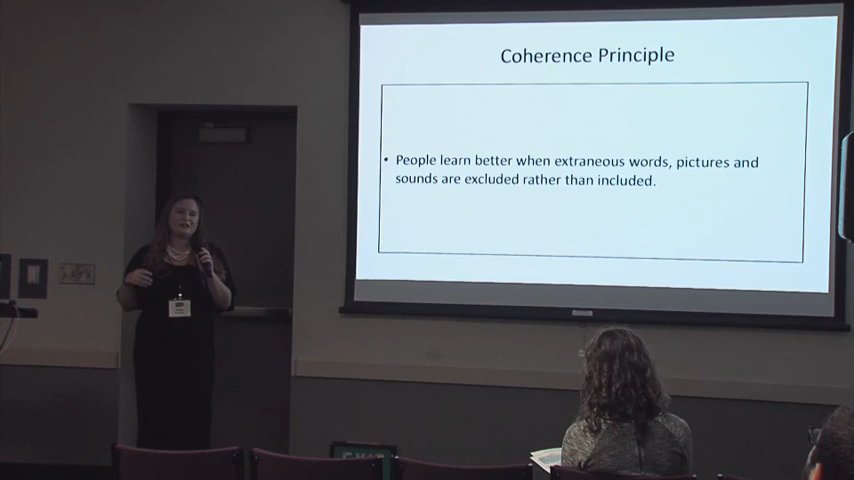 Coherence Principle
• People learn better when extraneous words, pictures and
sounds are excluded rather than included.